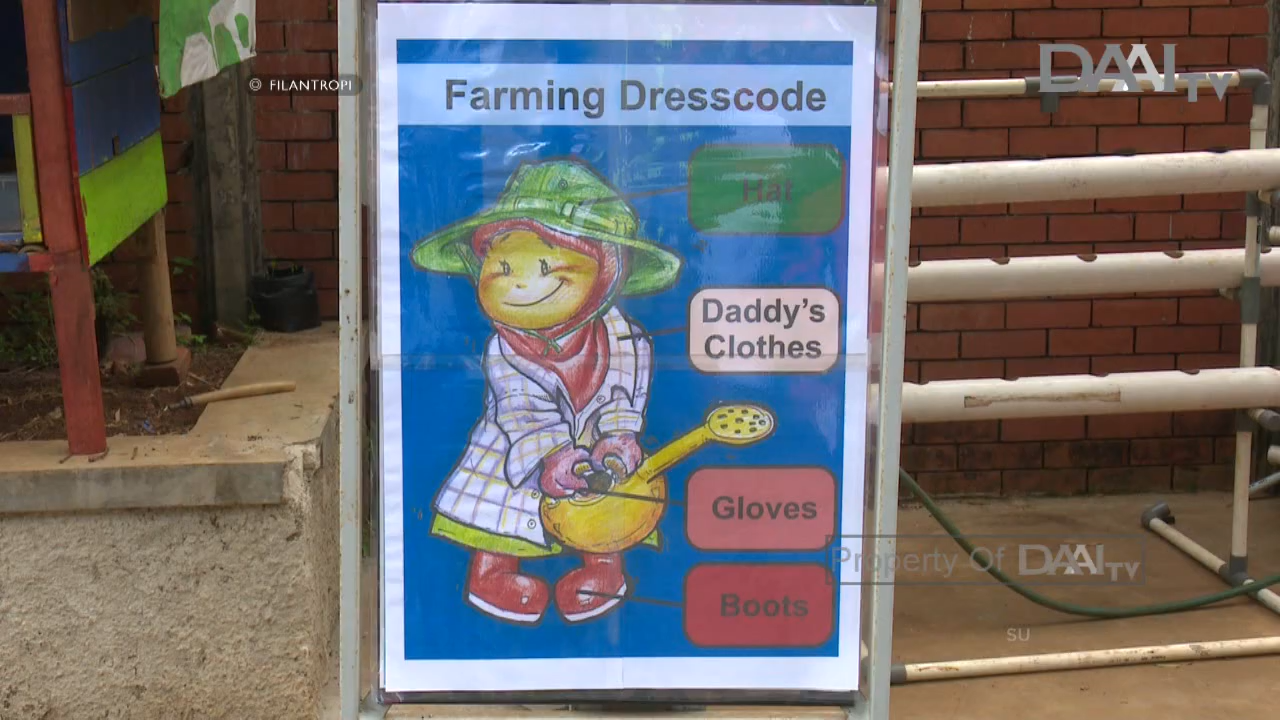 © FILANTROPI
DAAI TV
Farming Dresscode
Hat
Daddy's
Clothes
Gloves
Boots
Property Of DAAI TV
SU